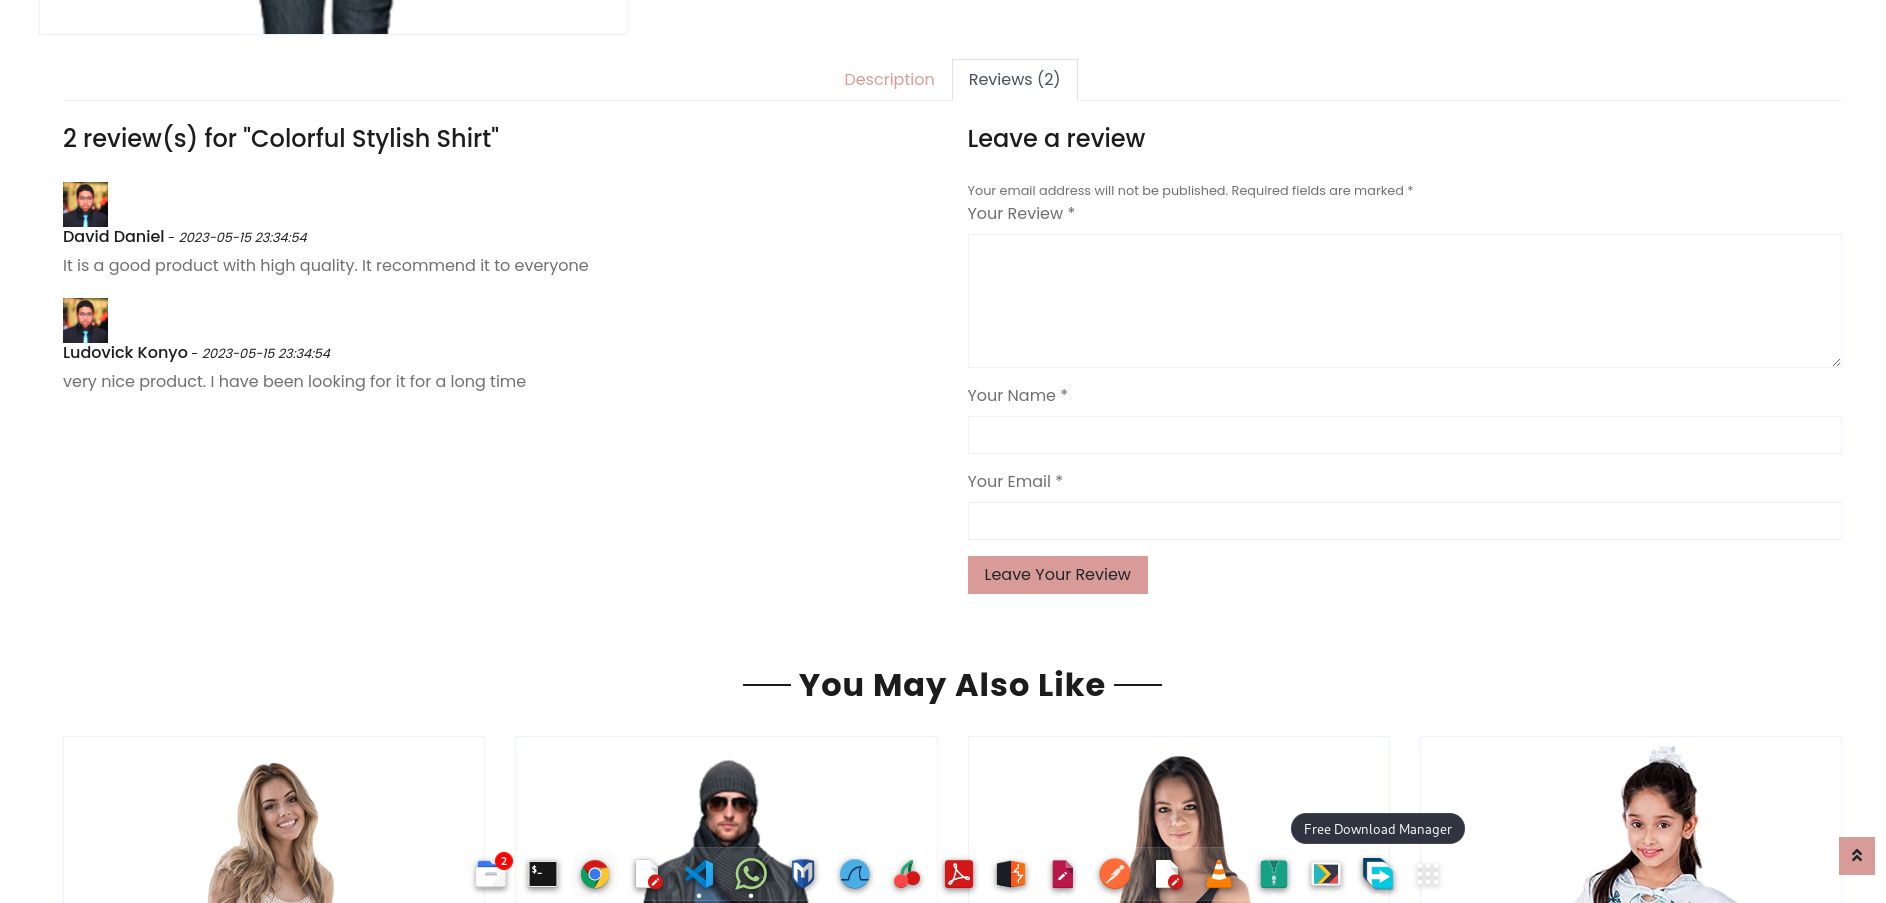 Description
Reviews (2)
2 review(s) for "Colorful Stylish Shirt"
David Daniel - 2023-05-15 23:34:54
It is a good product with high quality. It recommend it to everyone
Ludovick Konyo - 2023-05-15 23:34:54
very nice product. I have been looking for it for a long time
Leave a review
Your email address will not be published. Required fields are marked *
Your Review *
Your Name *
Your Email *
Leave Your Review
You May Also Like
Free Download Manager
2
$-